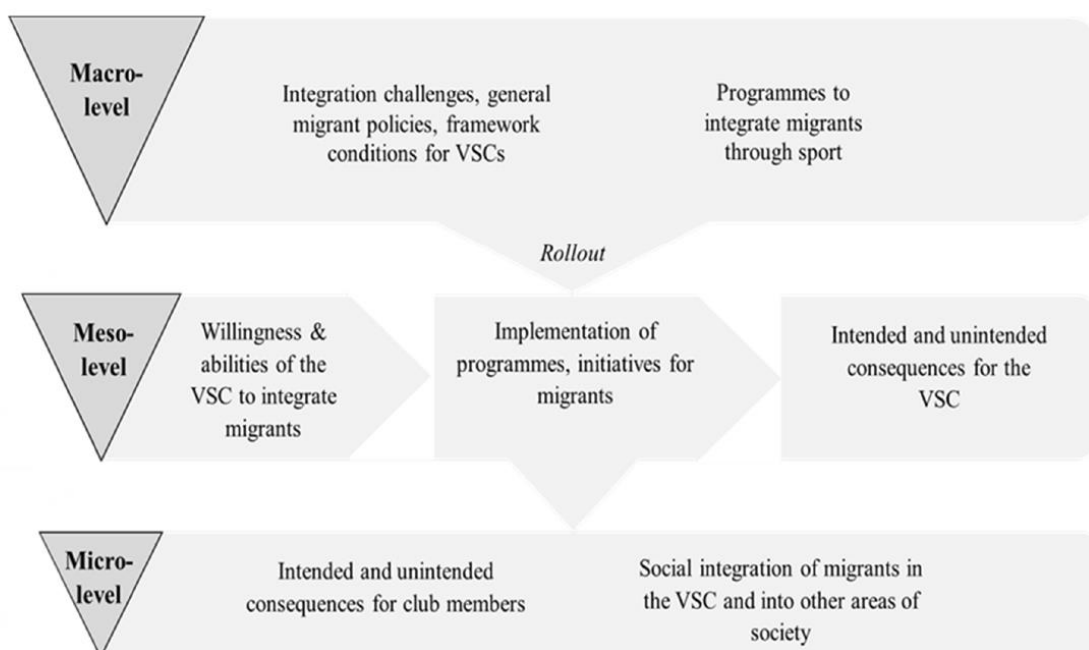 Macro-
level
Integration challenges, general
migrant policies, framework
conditions for VSCs
Programmes to
integrate migrants
through sport
Rollout
Meso-
level
Willingness &
abilities of the
VSC to integrate
migrants
Implementation of
programmes, initiatives for
migrants
Intended and unintended
consequences for the
VSC
Micro-
level
Intended and unintended
consequences for club members
Social integration of migrants in
the VSC and into other areas of
society